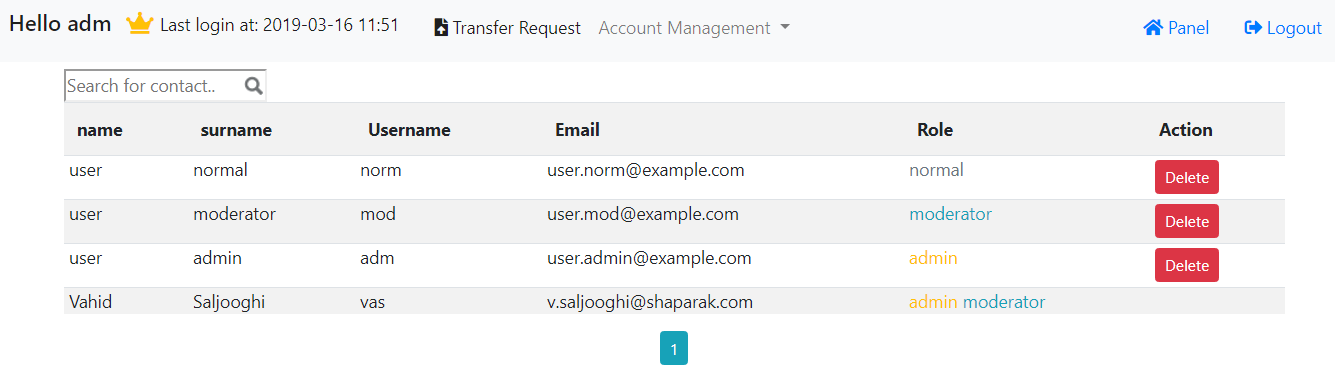 Hello adm Last login at: 2019-03-16 11:51 Transfer Request Account Management Panel Logout
Search for contact..
name surname Username Email Role Action
user normal norm user.norm@example.com normal Delete
user moderator mod user.mod@example.com moderator Delete
user admin adm user.admin@example.com admin Delete
Vahid Saljooghi vas v.saljooghi@shaparak.com admin moderator
1